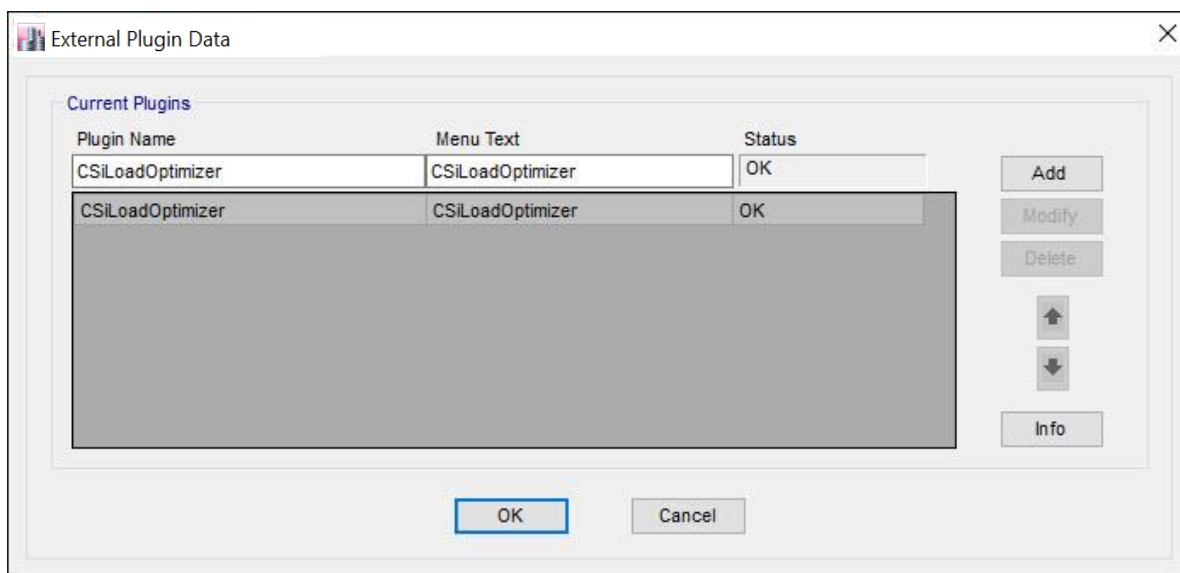 External Plugin Data
Current Plugins
Plugin Name Menu Text Status
CSiLoadOptimizer CSiLoadOptimizer OK
Add
CSiLoadOptimizer CSiLoadOptimizer OK
Modify
Delete
Info
OK Cancel